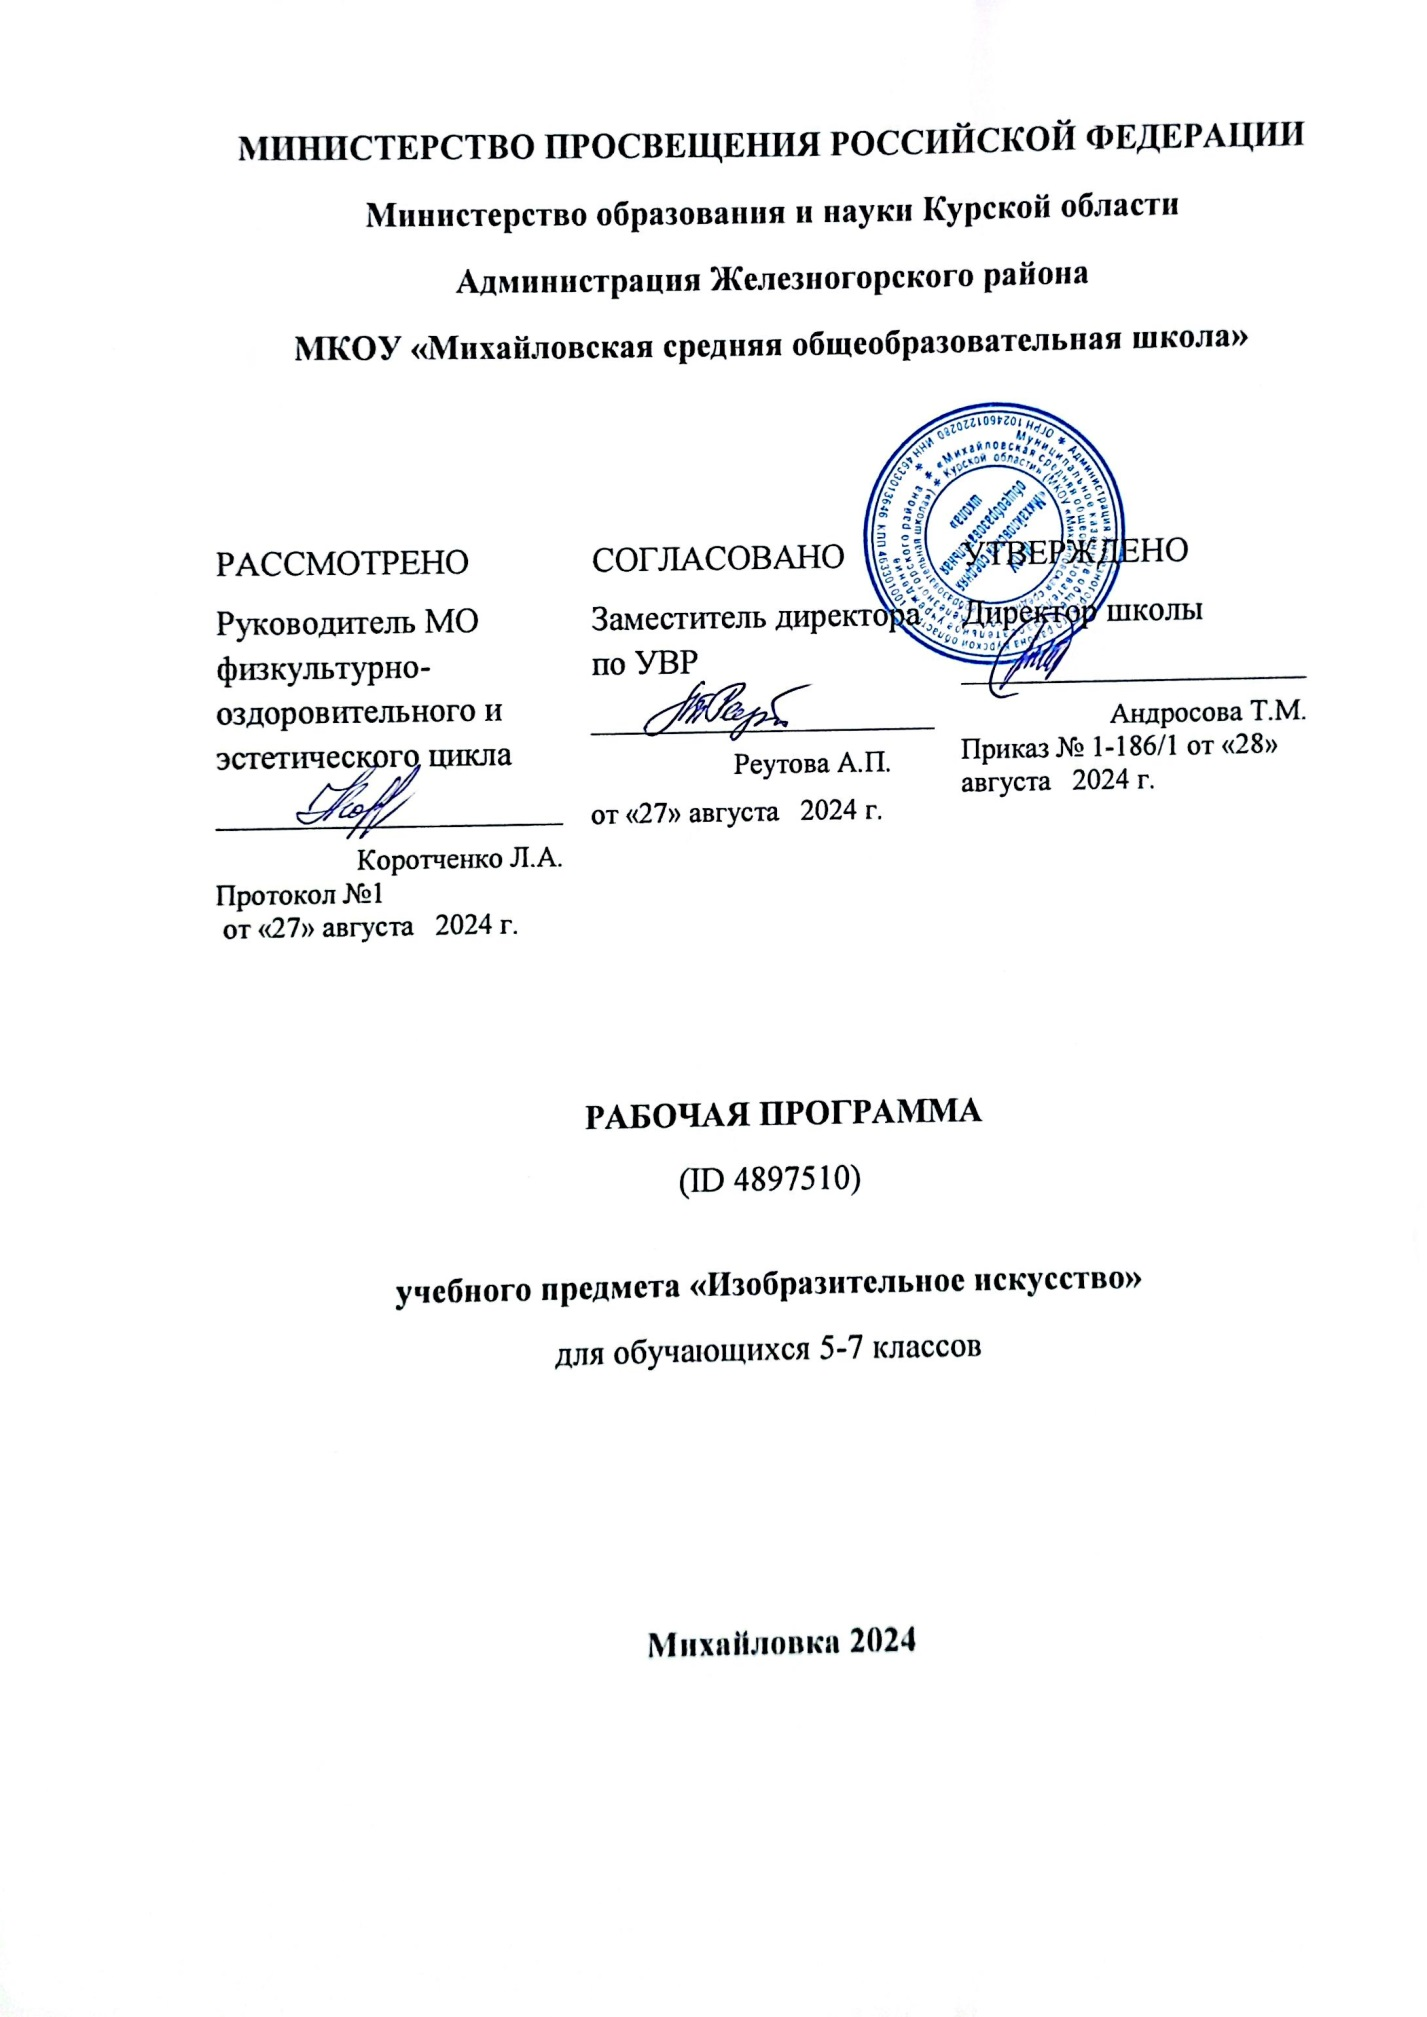 МИНИСТЕРСТВО ПРОСВЕЩЕНИЯ РОССИЙСКОЙ ФЕДЕРАЦИИ
Министерство образования и науки Курской области
Администрация Железногорского района
МКОУ «Михайловская средняя общеобразовательная школа»
РАССМОТРЕНО
Руководитель МО
физкультурно-
оздоровительного и
эстетического цикла
Коротченко Л.А.
Протокол №1
от «27» августа 2024 г.
СОГЛАСОВАНО
Заместитель директора
по УВР
Реутова А.П.
от «27» августа 2024 г.
УТВЕРЖДЕНО
Директор школы
Андросова Т.М.
Приказ № 1-186/1 от «28»
августа 2024 г.
РАБОЧАЯ ПРОГРАММА
(ID 4897510)
учебного предмета «Изобразительное искусство»
для обучающихся 5-7 классов
Михайловка 2024